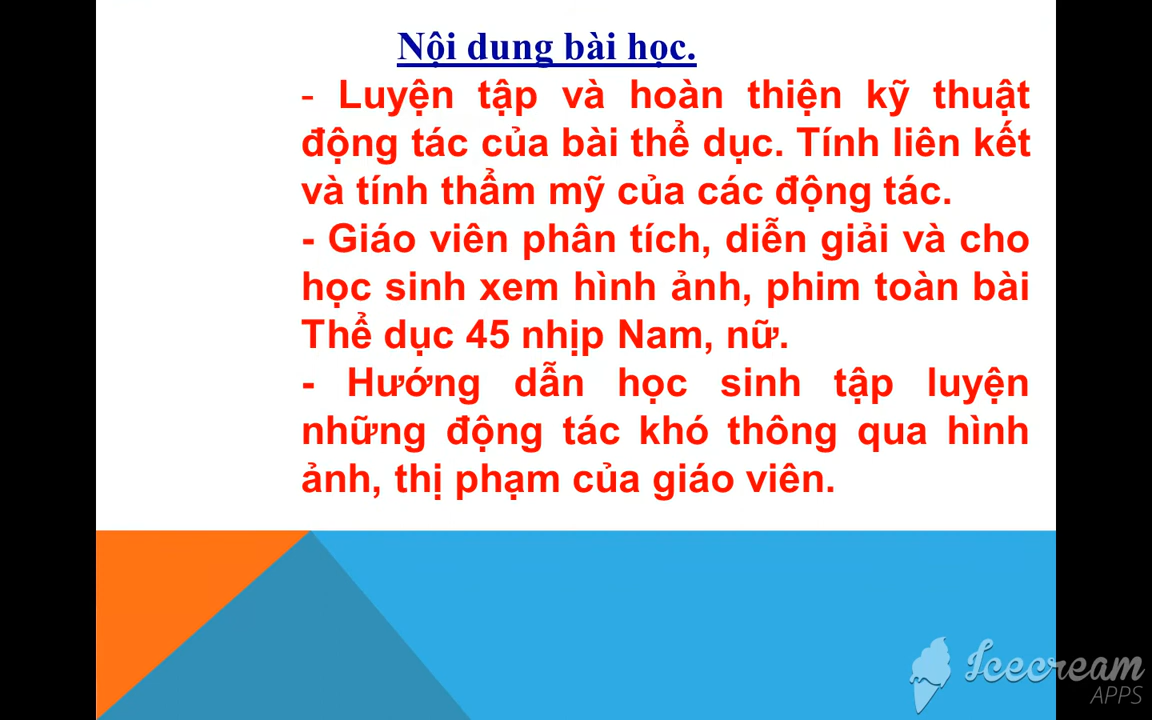 Nội dung bài học.
- Luyện tập và hoàn thiện kỹ thuật
động tác của bài thể dục. Tính liên kết
và tính thẩm mỹ của các động tác.
- Giáo viên phân tích, diễn giải và cho
học sinh xem hình ảnh, phim toàn bài
Thể dục 45 nhịp Nam, nữ.
- Hướng dẫn học sinh tập luyện
những động tác khó thông qua hình
ảnh, thị phạm của giáo viên.
Icecream
APPS